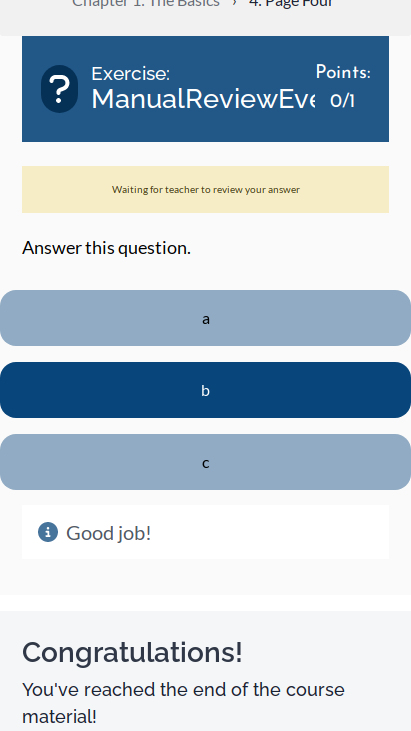 Chapter 1: The Basics › 4. Page Four
Exercise:
ManualReviewEve
Points:
0/1
Waiting for teacher to review your answer
Answer this question.
a
b
c
Good job!
Congratulations!
You've reached the end of the course
material!